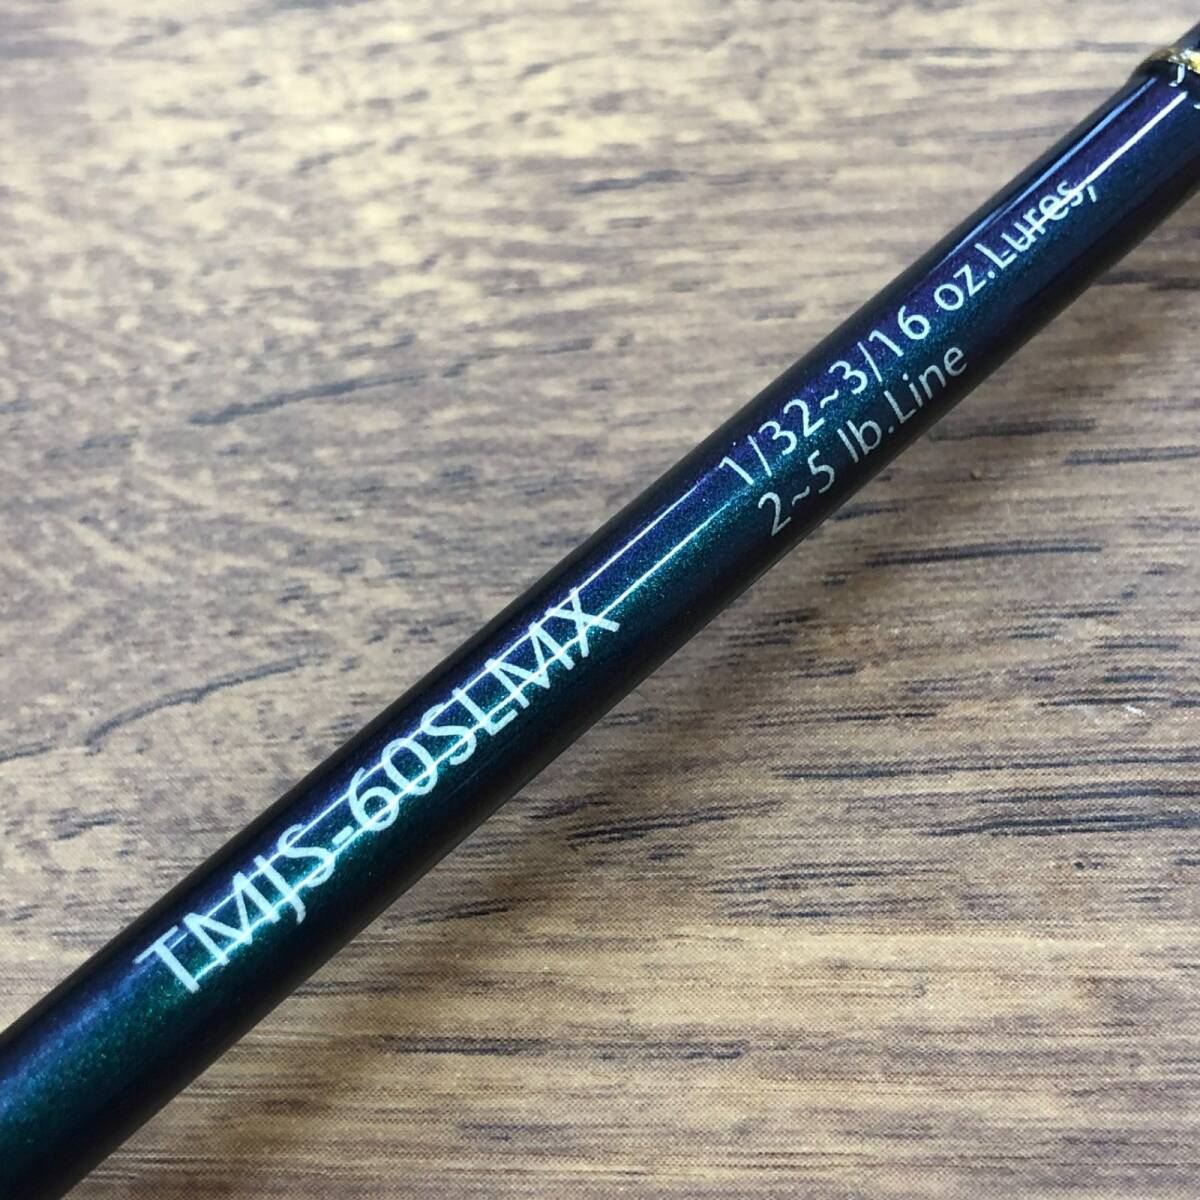 TMJS-60SLMX
1/32~3/16 oz.Lures,
2~5 lb.Line